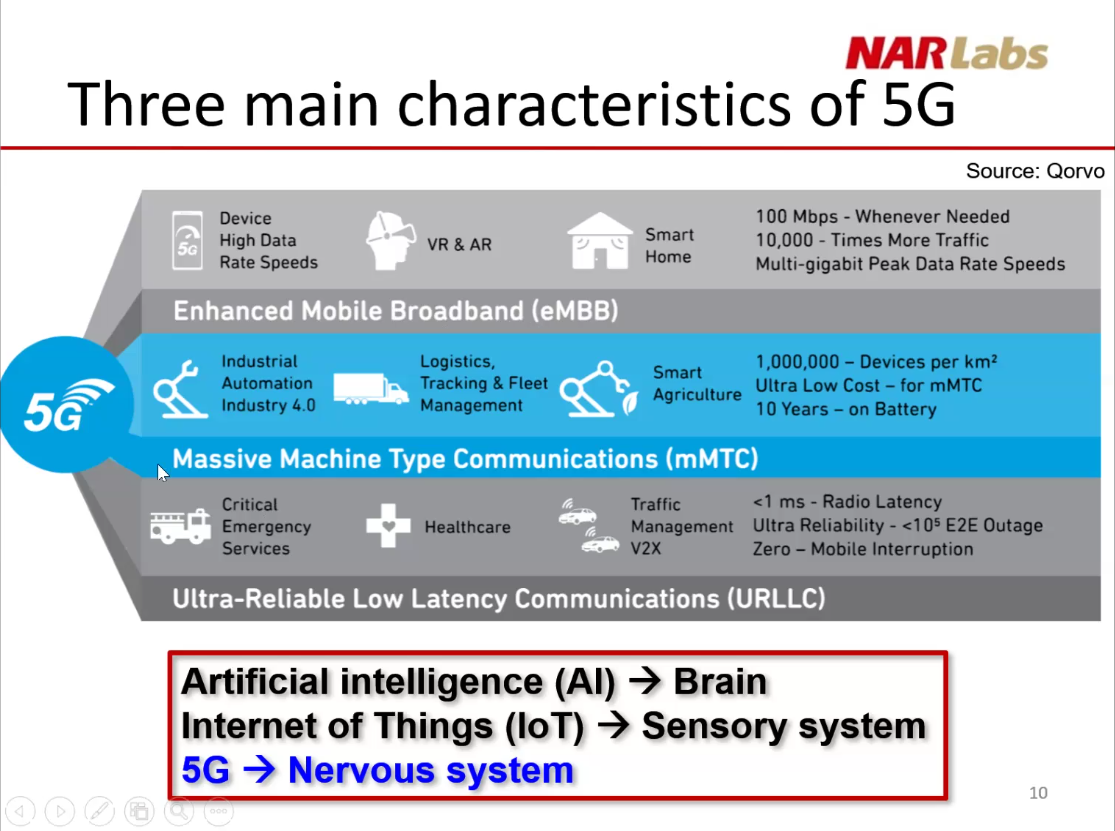 NARLabs
Three main characteristics of 5G
Source: Qorvo
5G
Device
High Data
Rate Speeds
VR & AR
Smart
Home
100 Mbps - Whenever Needed
10,000 - Times More Traffic
Multi-gigabit Peak Data Rate Speeds
Enhanced Mobile Broadband (eMBB)
5G
Industrial
Automation
Industry 4.0
Logistics,
Tracking & Fleet
Management
Smart
Agriculture
1,000,000 – Devices per km²
Ultra Low Cost – for mMTC
10 Years – on Battery
Massive Machine Type Communications (mMTC)
Critical
Emergency
Services
Healthcare
Traffic
Management
V2X
<1 ms - Radio Latency
Ultra Reliability - <10⁵ E2E Outage
Zero – Mobile Interruption
Ultra-Reliable Low Latency Communications (URLLC)
Artificial intelligence (AI) → Brain
Internet of Things (IoT) → Sensory system
5G → Nervous system
10